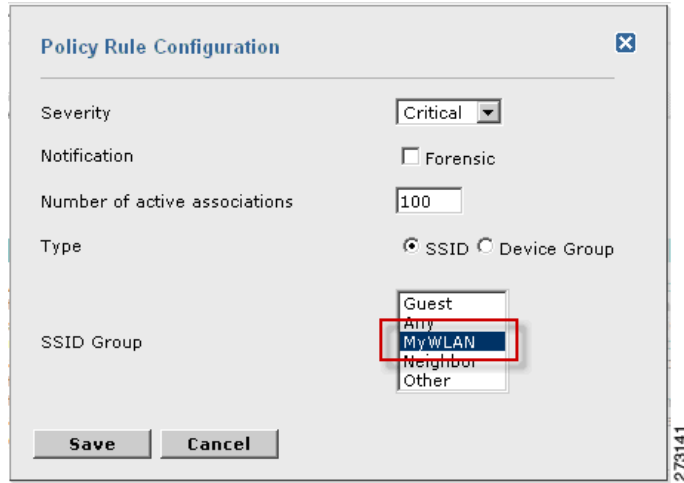 Policy Rule Configuration
Severity Critical
Notification Forensic
Number of active associations 100
Type SSID Device Group
Guest
Any
SSID Group MyWLAN
Neighbor
Other
Save Cancel
273141